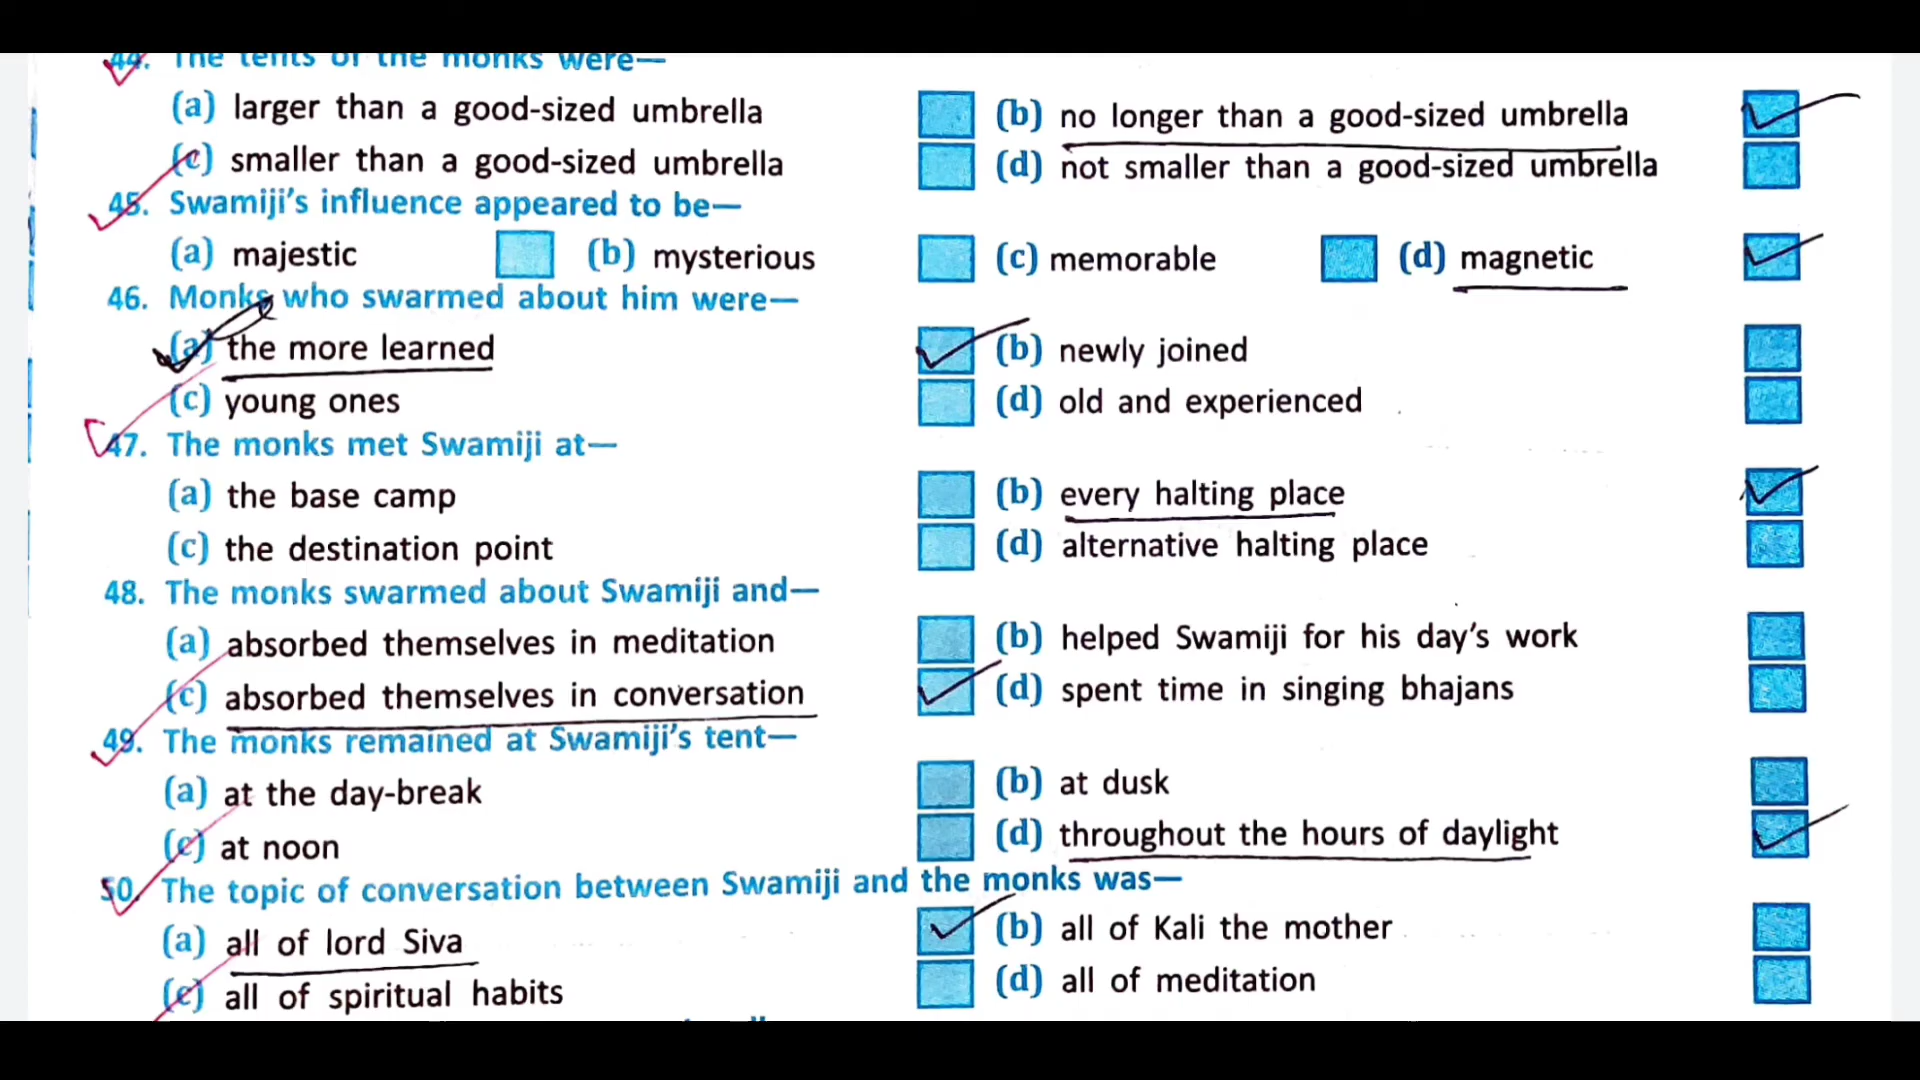 44. The tents of the monks were—
(a) larger than a good-sized umbrella (b) no longer than a good-sized umbrella
(c) smaller than a good-sized umbrella (d) not smaller than a good-sized umbrella
45. Swamiji's influence appeared to be—
(a) majestic (b) mysterious (c) memorable (d) magnetic
46. Monks who swarmed about him were—
(a) the more learned (b) newly joined
(c) young ones (d) old and experienced
47. The monks met Swamiji at—
(a) the base camp (b) every halting place
(c) the destination point (d) alternative halting place
48. The monks swarmed about Swamiji and—
(a) absorbed themselves in meditation (b) helped Swamiji for his day's work
(c) absorbed themselves in conversation (d) spent time in singing bhajans
49. The monks remained at Swamiji's tent—
(a) at the day-break (b) at dusk
(c) at noon (d) throughout the hours of daylight
50. The topic of conversation between Swamiji and the monks was—
(a) all of lord Siva (b) all of Kali the mother
(c) all of spiritual habits (d) all of meditation